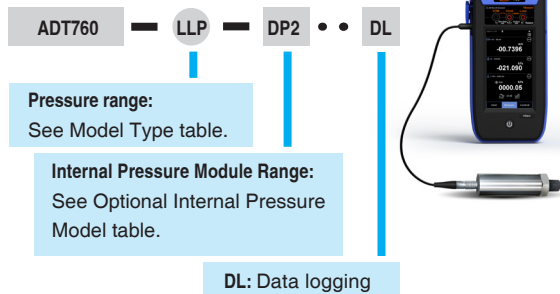 ADT760 — LLP — DP2 • • DL
Pressure range:
See Model Type table.
Internal Pressure Module Range:
See Optional Internal Pressure
Model table.
DL: Data logging
-00.7396
-021.090
0000.05